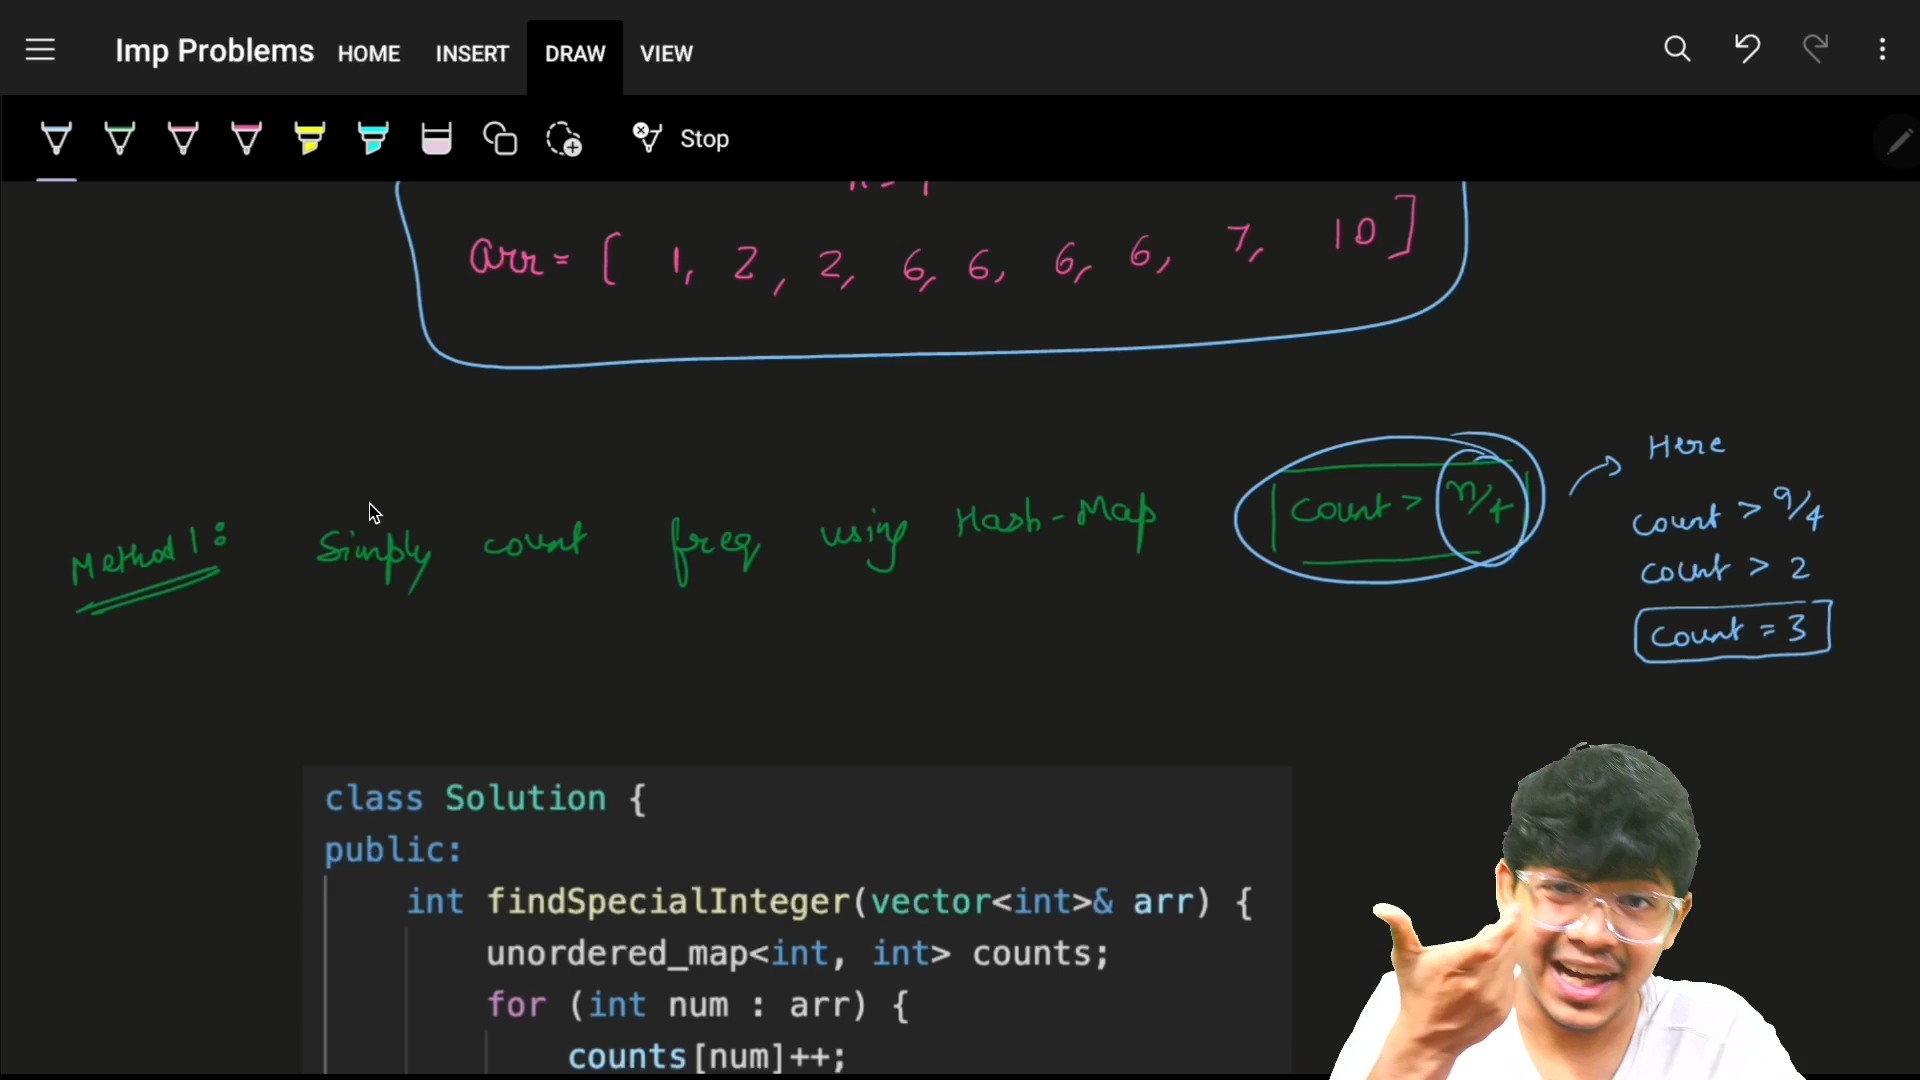 Imp Problems HOME INSERT DRAW VIEW
Stop
arr = [ 1, 2, 2, 6, 6, 6, 6, 7, 10 ]
Here
Method 1: Simply count freq using Hash-Map count > n/4
count > 9/4
count > 2
count = 3
class Solution {
public:
int findSpecialInteger(vector<int>& arr) {
unordered_map<int, int> counts;
for (int num : arr) {
counts[num]++;